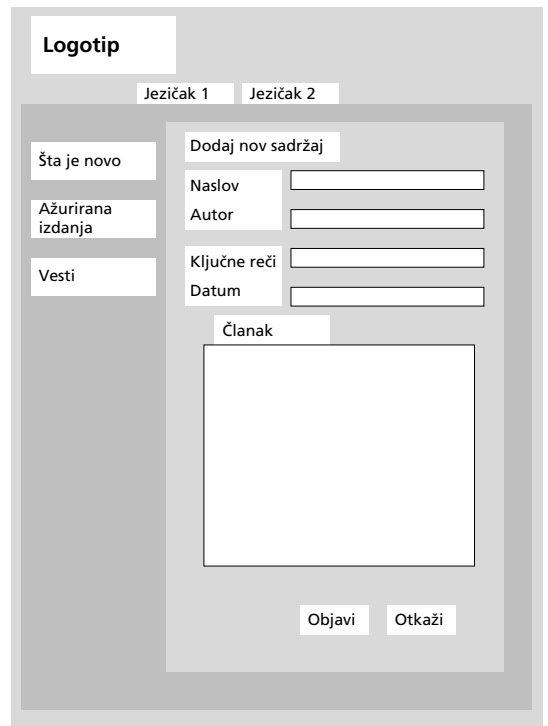 Logotip
Jezičak 1
Jezičak 2
Šta je novo
Ažurirana
izdanja
Vesti
Dodaj nov sadržaj
Naslov
Autor
Ključne reči
Datum
Članak
Objavi
Otkaži